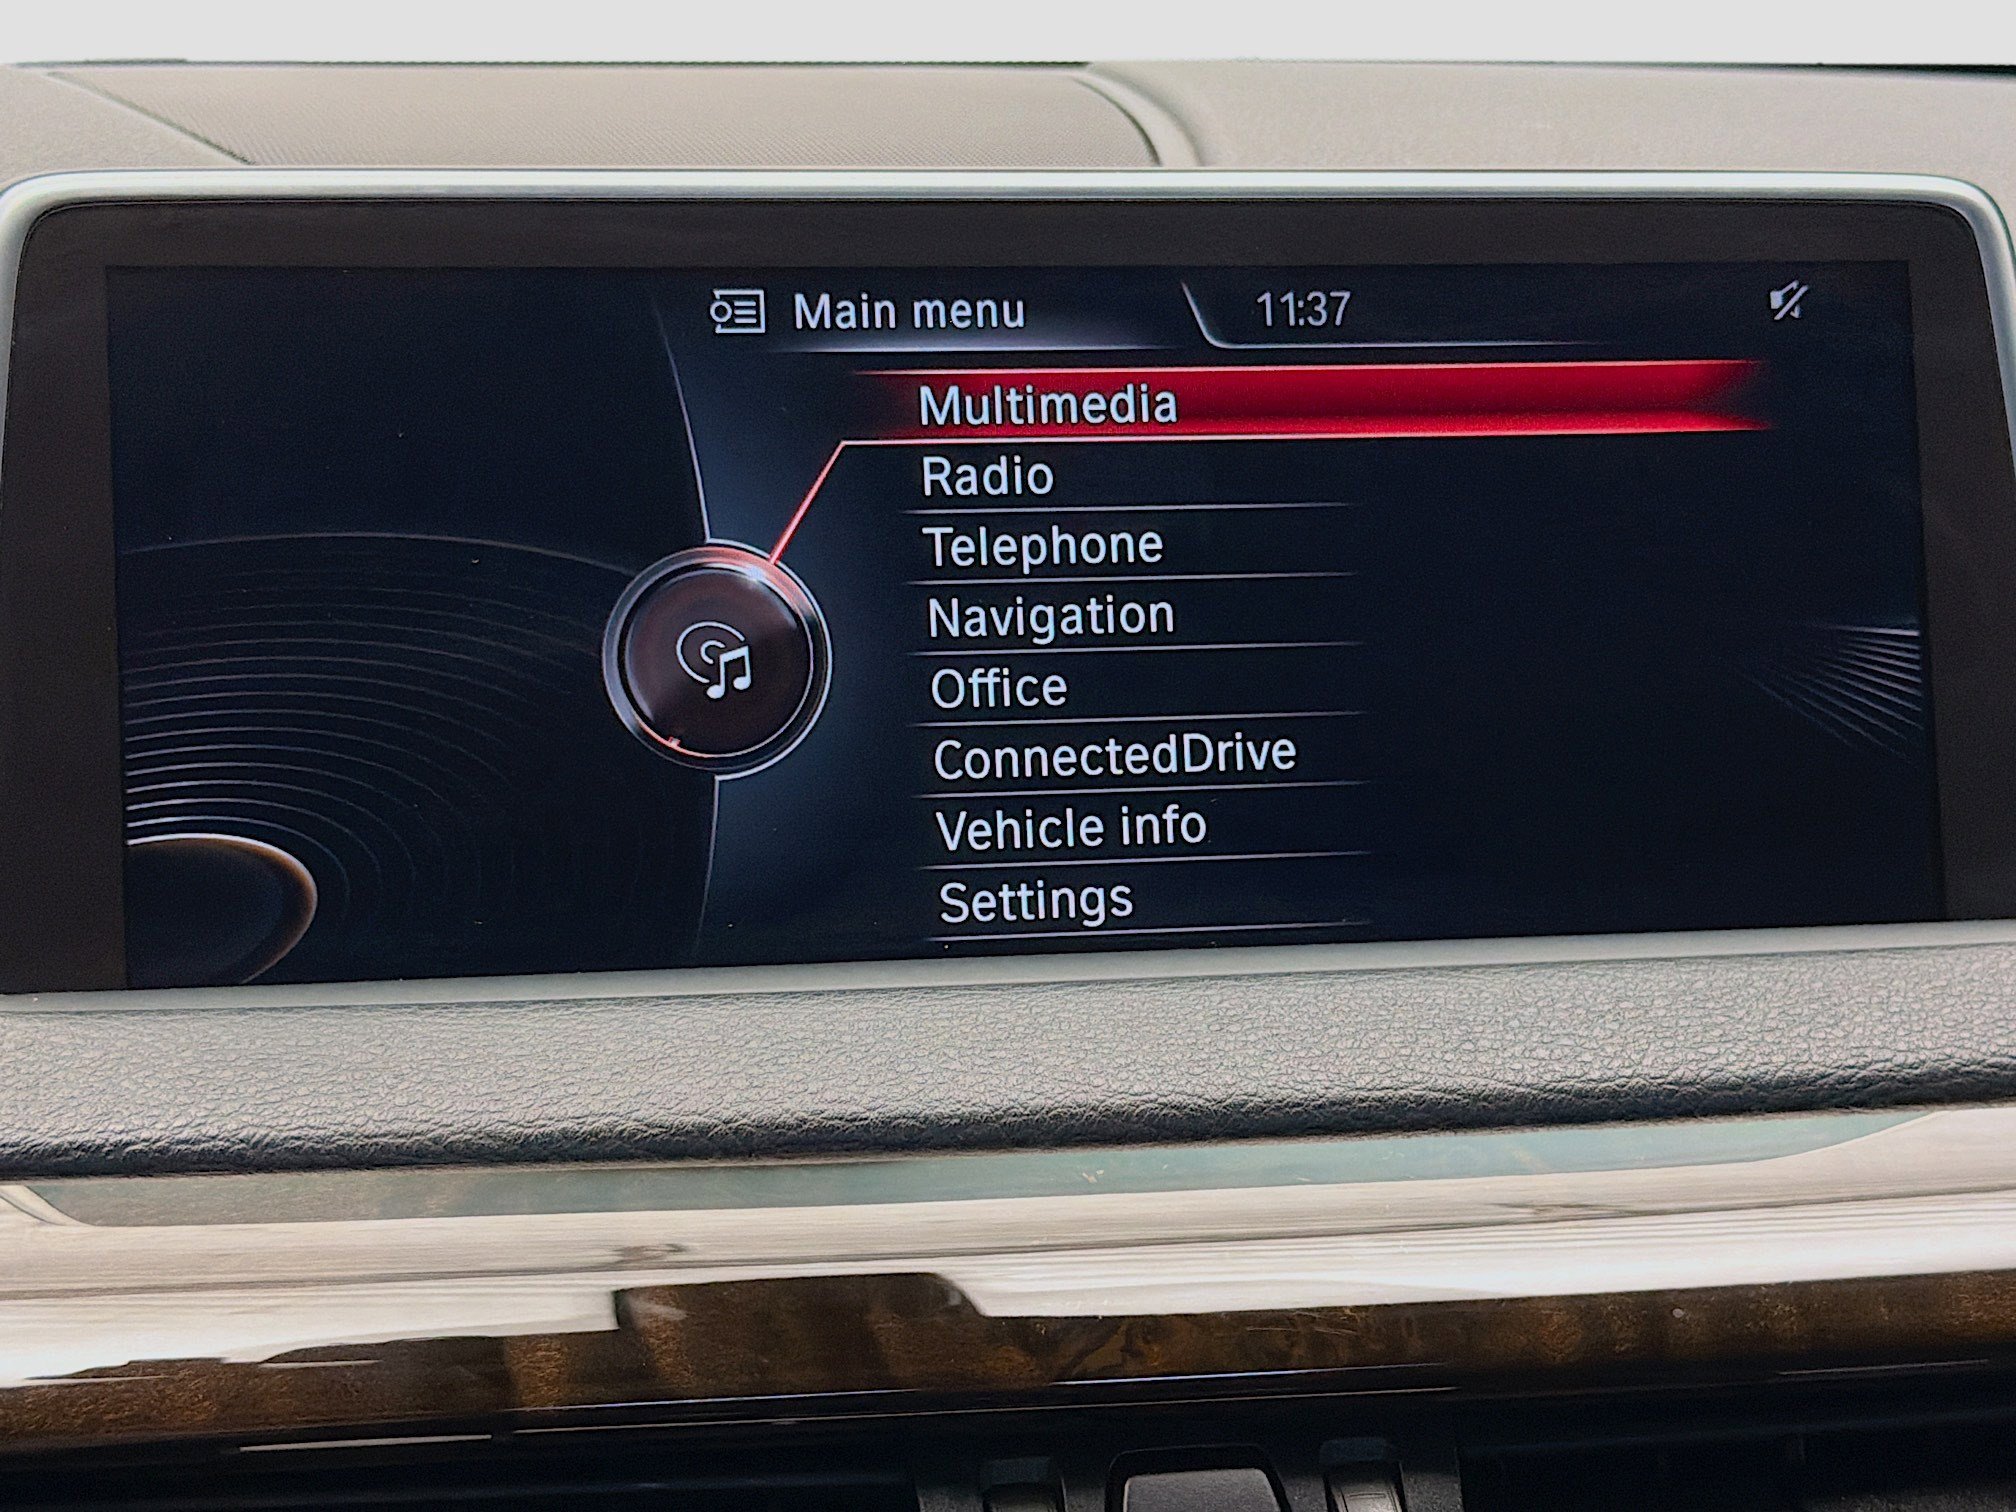 Main menu 11:37
Multimedia
Radio
Telephone
Navigation
Office
ConnectedDrive
Vehicle info
Settings